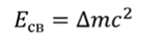 E_св = Δmc²